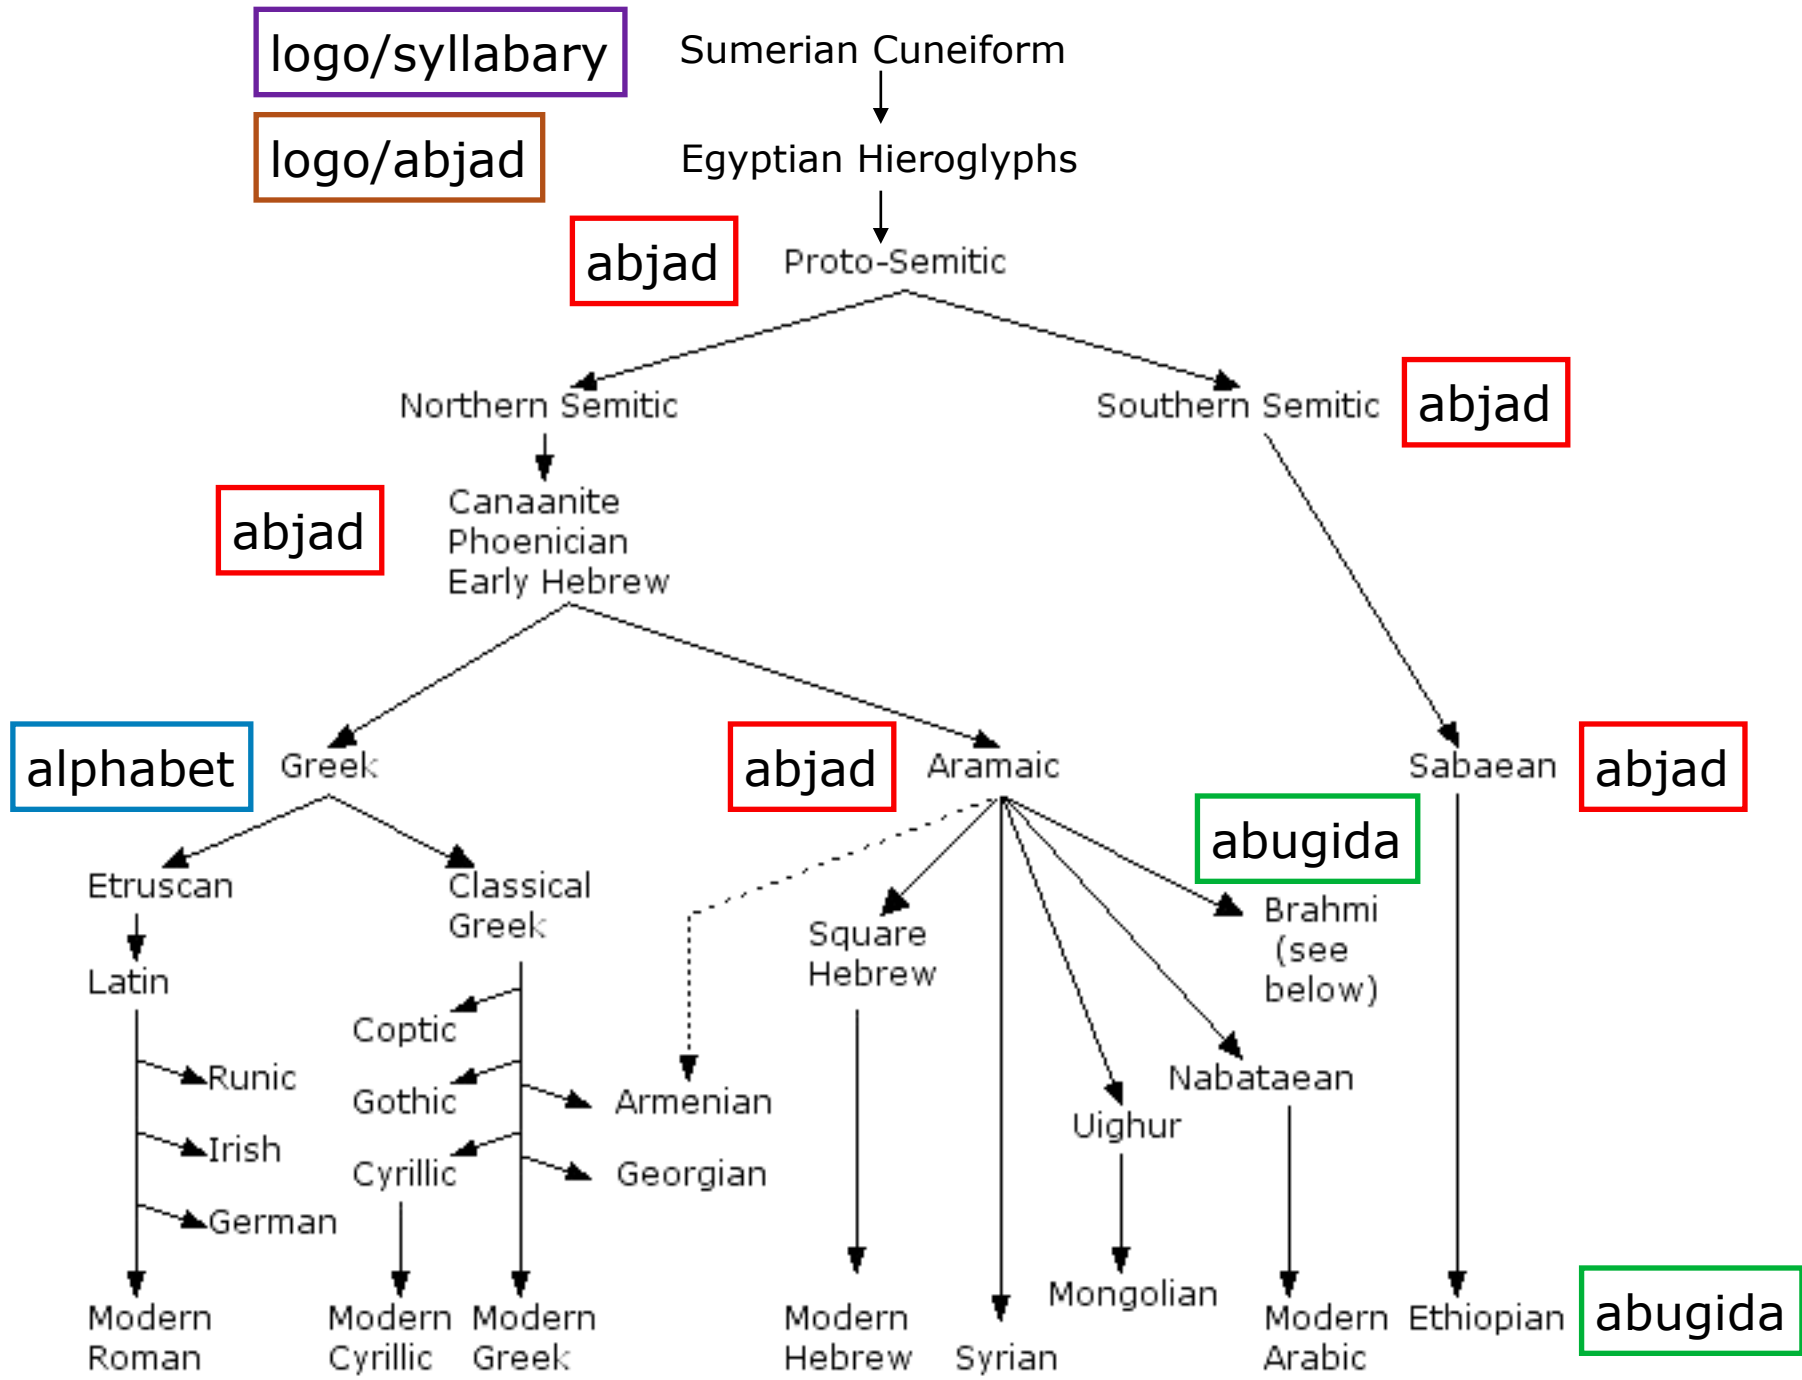 logo/syllabary
Sumerian Cuneiform
logo/abjad
Egyptian Hieroglyphs
abjad
Proto-Semitic
Northern Semitic
Southern Semitic
abjad
abjad
Canaanite
Phoenician
Early Hebrew
alphabet
Greek
abjad
Aramaic
Sabaean
abjad
abugida
Etruscan
Classical
Greek
Square
Hebrew
Brahmi
(see
below)
Latin
Coptic
Runic
Gothic
Armenian
Nabataean
Uighur
Irish
Cyrillic
Georgian
German
Mongolian
Modern
Roman
Modern
Cyrillic
Modern
Greek
Modern
Hebrew
Syrian
Modern
Arabic
Ethiopian
abugida